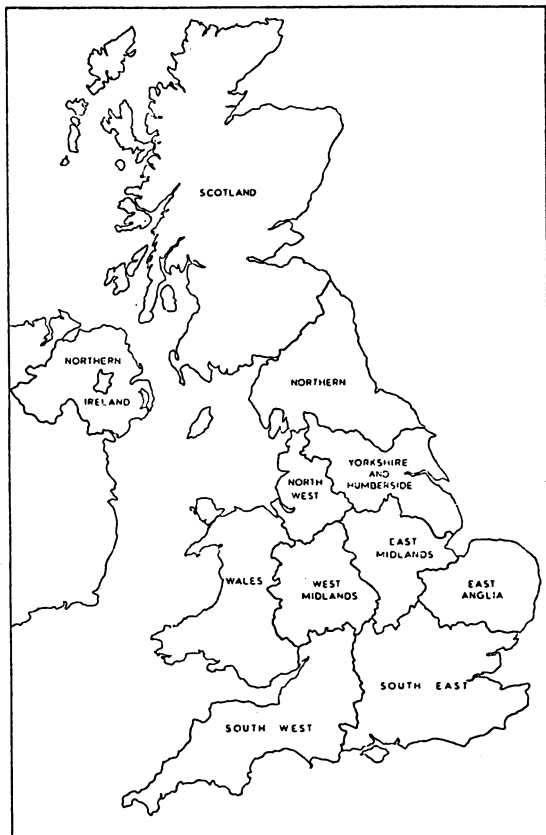 SCOTLAND
NORTHERN
IRELAND
NORTHERN
YORKSHIRE
AND
HUMBERSIDE
NORTH
WEST
EAST
MIDLANDS
WALES
WEST
MIDLANDS
EAST
ANGLIA
SOUTH EAST
SOUTH WEST